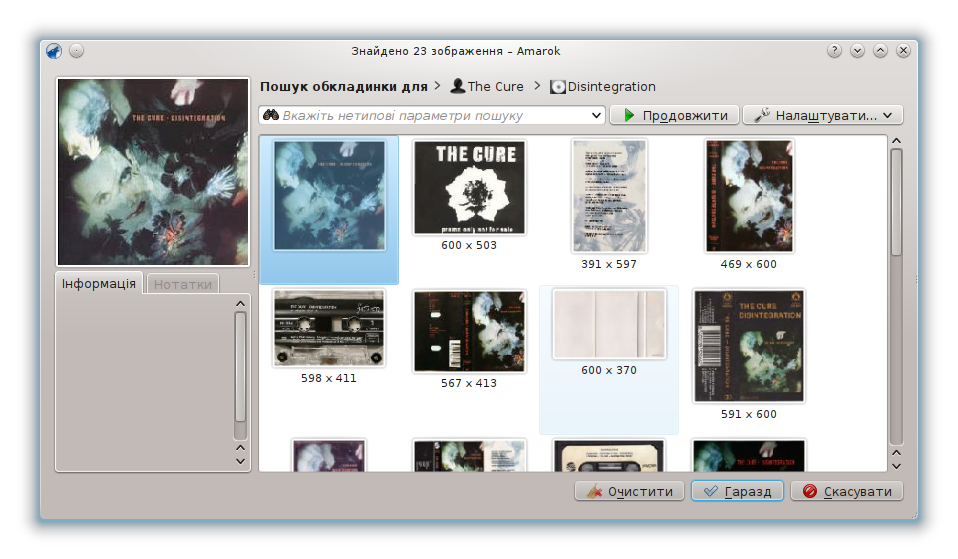 Знайдено 23 зображення – Amarok
Пошук обкладинки для > The Cure > Disintegration
Вкажіть нетипові параметри пошуку
Продовжити
Налаштувати...
THE CURE · DISINTEGRATION
THE CURE
promo only not for sale
600 x 503
391 x 597
469 x 600
Інформація
Нотатки
598 x 411
567 x 413
600 x 370
THE CURE
DISINTEGRATION
591 x 600
Очистити
Гаразд
Скасувати